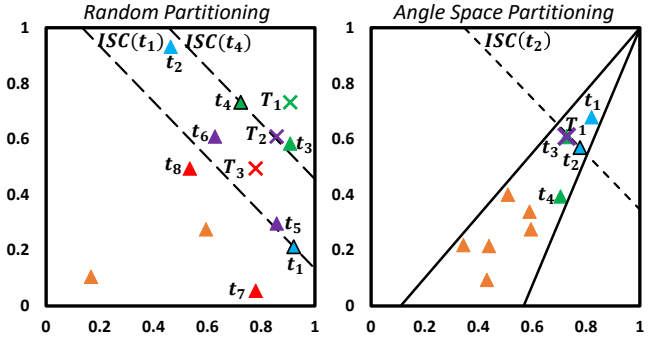 Random Partitioning
Angle Space Partitioning
1
0.8
0.6
0.4
0.2
0
0
0.2
0.4
0.6
0.8
1
ISC(t₁)
ISC(t₄)
t₂
t₄
T₁
t₆
T₂
t₃
t₈
T₃
t₅
t₁
t₇
1
0.8
0.6
0.4
0.2
0
0
0.2
0.4
0.6
0.8
1
ISC(t₂)
t₁
T₁
t₃
t₂
t₄